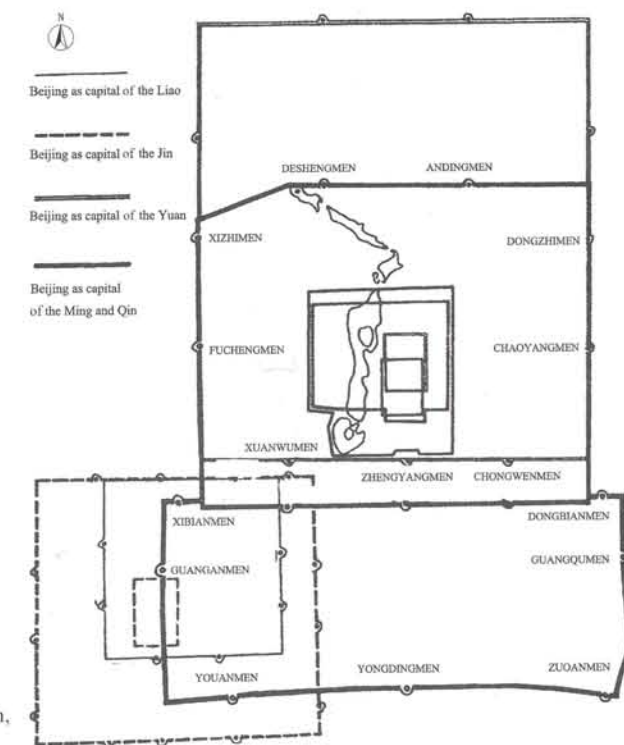 N
Beijing as capital of the Liao
Beijing as capital of the Jin
Beijing as capital of the Yuan
Beijing as capital
of the Ming and Qin
DESHENGMEN ANDINGMEN
XIZHIMEN DONGZHIMEN
FUCHENGMEN CHAOYANGMEN
XUANWUMEN
ZHENGYANGMEN CHONGWENMEN
XIBIANMEN DONGBIANMEN
GUANGANMEN GUANGQUMEN
YOUANMEN YONGDINGMEN ZUOANMEN